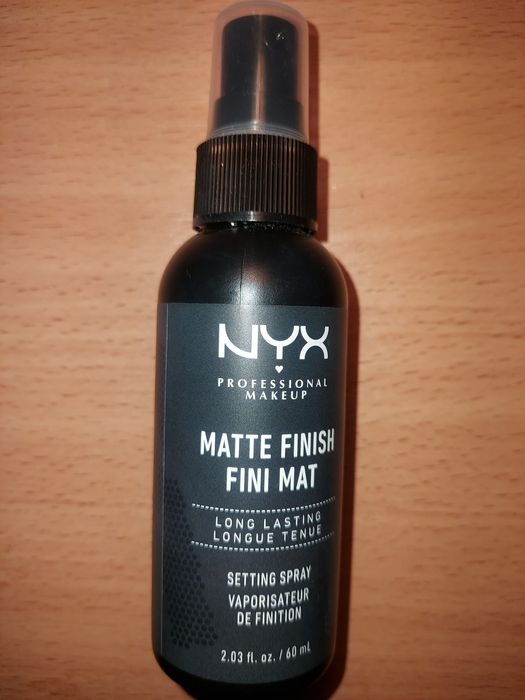 NYX
PROFESSIONAL
MAKEUP
MATTE FINISH
FINI MAT
LONG LASTING
LONGUE TENUE
SETTING SPRAY
VAPORISATEUR
DE FINITION
2.03 fl. oz. / 60 mL